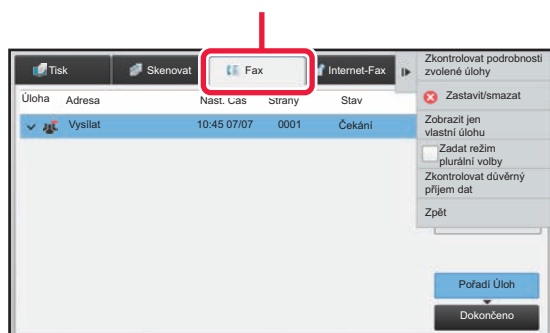 Tisk
Skenovat
Fax
Internet-Fax
Úloha
Adresa
Nast. Čas
Strany
Stav
Vysílat
10:45 07/07
0001
Čekání
Zkontrolovat podrobnosti
zvolené úlohy
Zastavit/smazat
Zobrazit jen
vlastní úlohu
Zadat režim
plurální volby
Zkontrolovat důvěrný
příjem dat
Zpět
Pořadí Úloh
Dokončeno